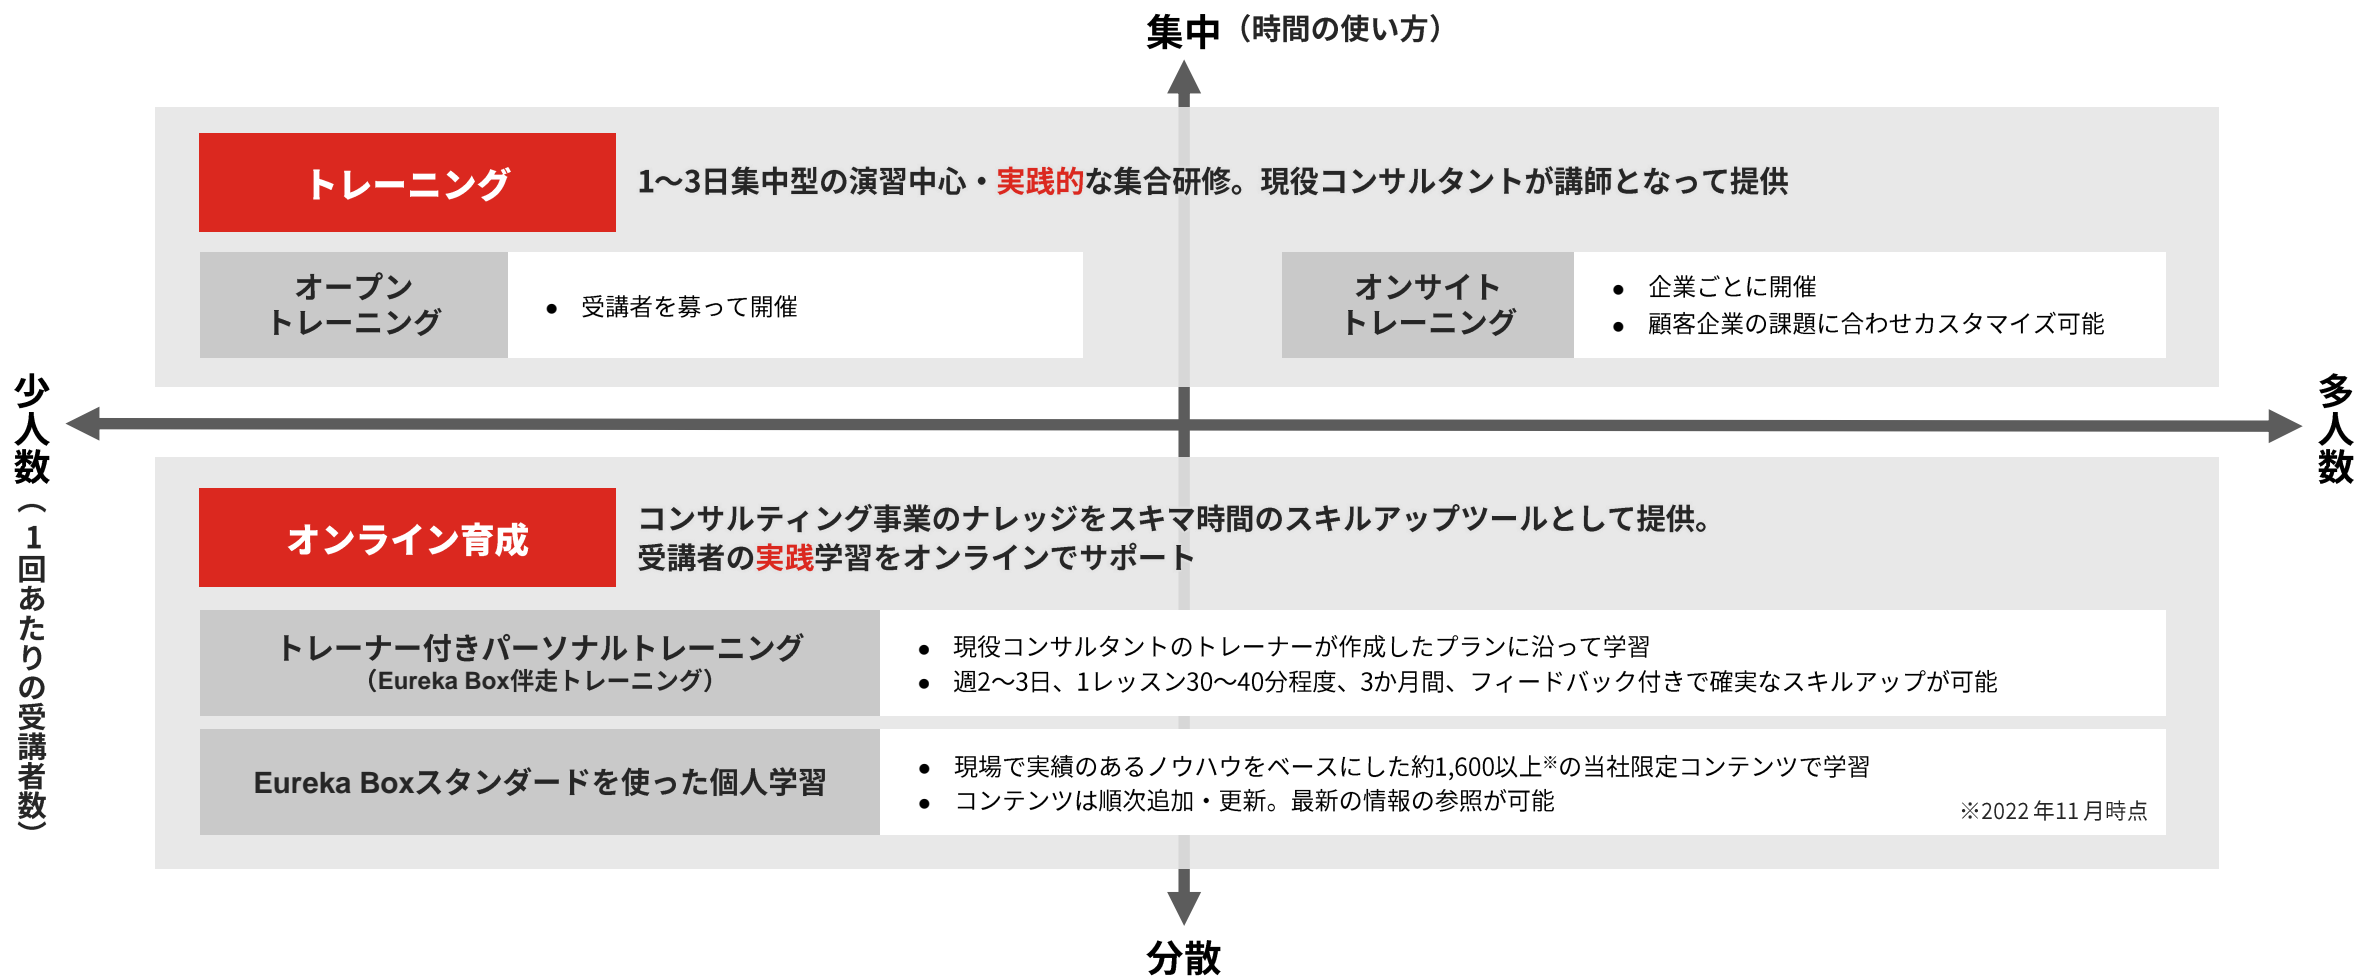 集中（時間の使い方）
トレーニング
1～3日集中型の演習中心・実践的な集合研修。現役コンサルタントが講師となって提供
オープン
トレーニング
● 受講者を募って開催
オンサイト
トレーニング
● 企業ごとに開催
● 顧客企業の課題に合わせカスタマイズ可能
少人数（1回あたりの受講者数）
多人数
オンライン育成
コンサルティング事業のナレッジをスキマ時間のスキルアップツールとして提供。
受講者の実践学習をオンラインでサポート
トレーナー付きパーソナルトレーニング
（Eureka Box伴走トレーニング）
● 現役コンサルタントのトレーナーが作成したプランに沿って学習
● 週2～3日、1レッスン30～40分程度、3か月間、フィードバック付きで確実なスキルアップが可能
Eureka Boxスタンダードを使った個人学習
● 現場で実績のあるノウハウをベースにした約1,600以上※の当社限定コンテンツで学習
● コンテンツは順次追加・更新。最新の情報の参照が可能
※2022年11月時点
分散